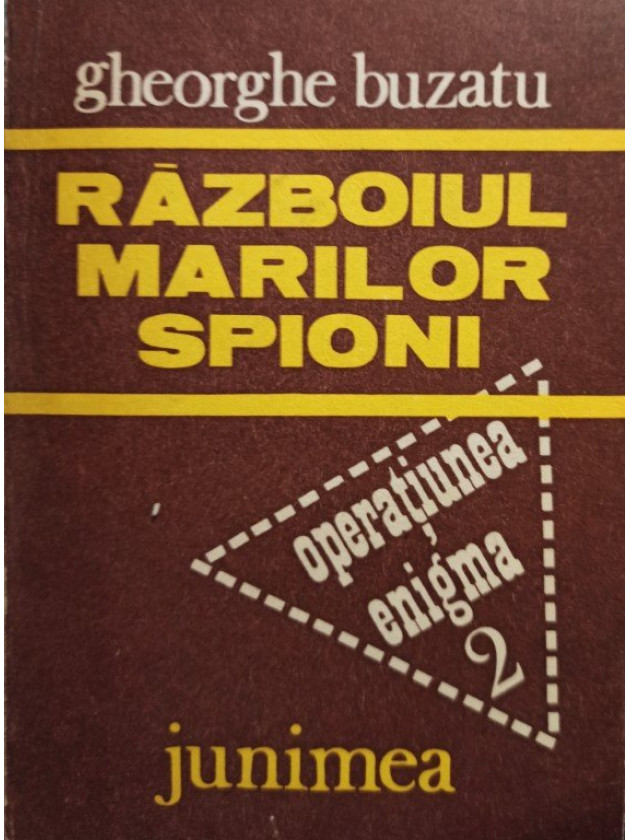 gheorghe buzatu
RĂZBOIUL
MARILOR
SPIONI
operațiunea
enigma
2
junimea